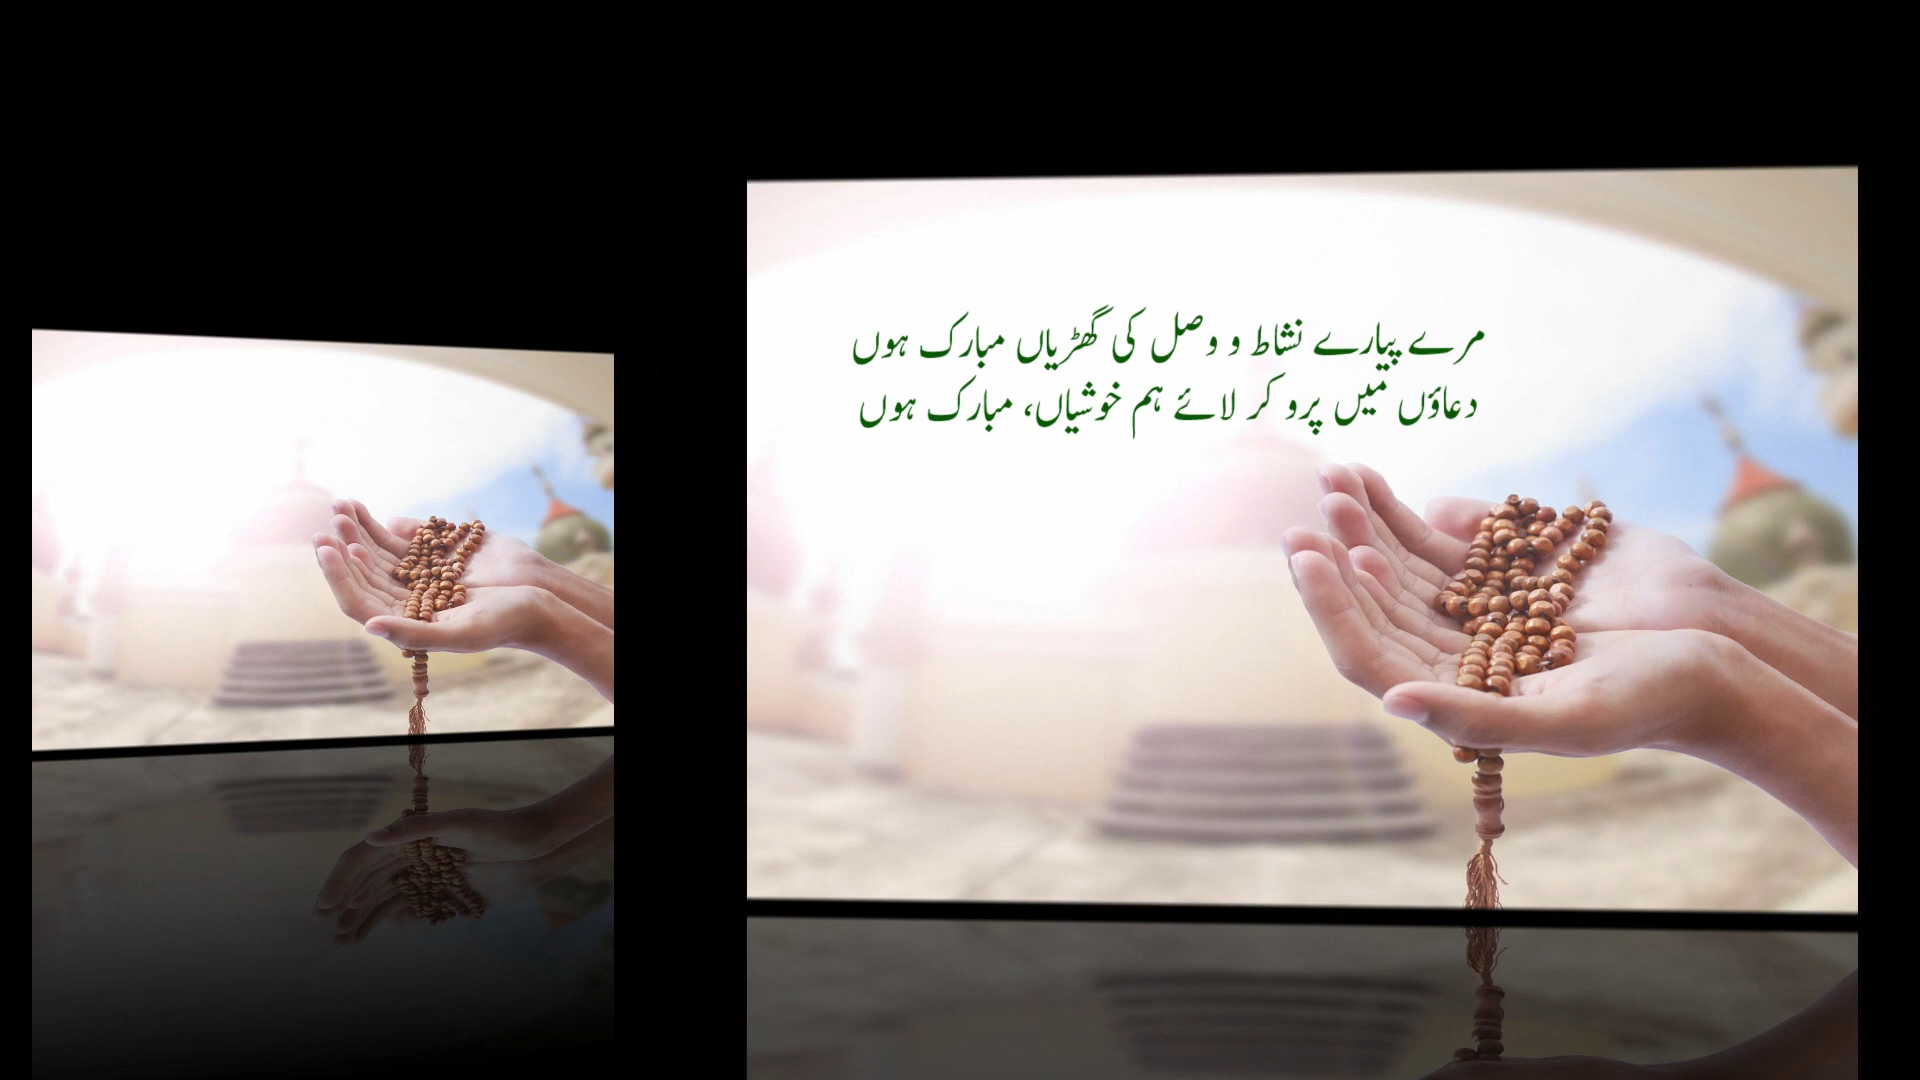 مرے پیارے نشاط و وصل کی گھڑیاں مبارک ہوں
دعاؤں میں پرو کر لائے ہم خوشیاں، مبارک ہوں